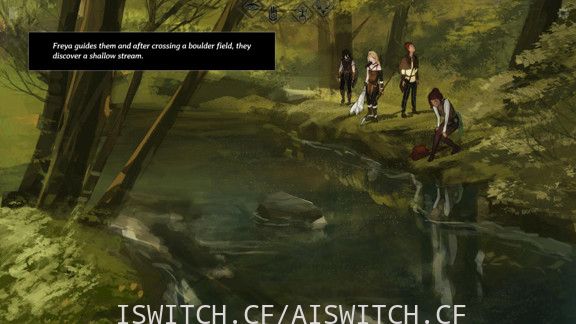 Freya guides them and after crossing a boulder field, they
discover a shallow stream.
ISWITCH.CF/AISWITCH.CF